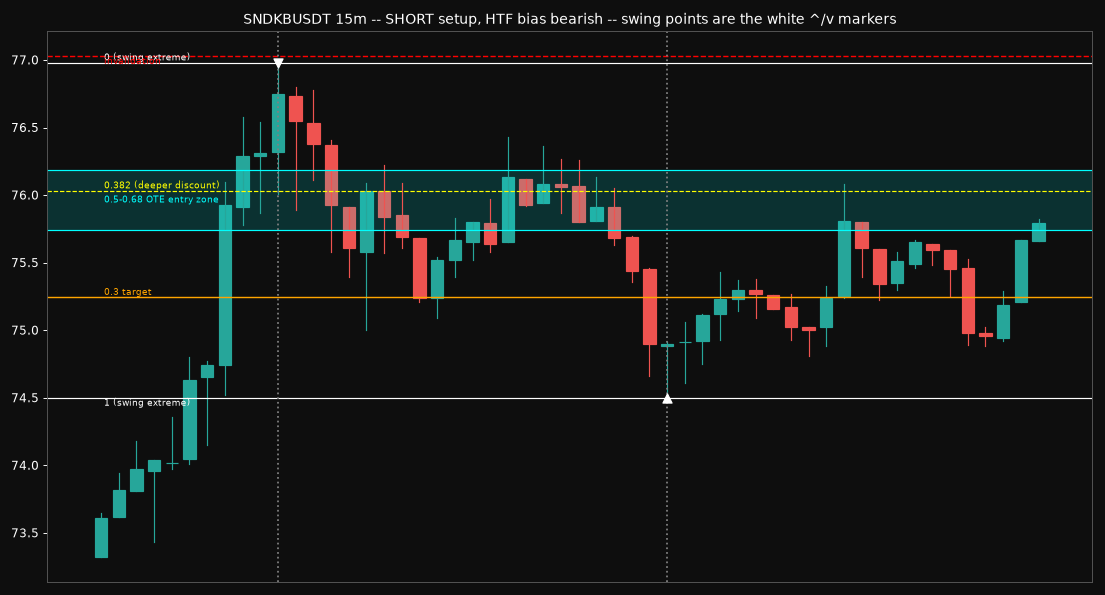 SNDKBUSDT 15m -- SHORT setup, HTF bias bearish -- swing points are the white ^/v markers
77.0
0 (swing extreme)
76.5
76.0
0.382 (deeper discount)
0.5-0.68 OTE entry zone
75.5
0.3 target
75.0
74.5
1 (swing extreme)
74.0
73.5